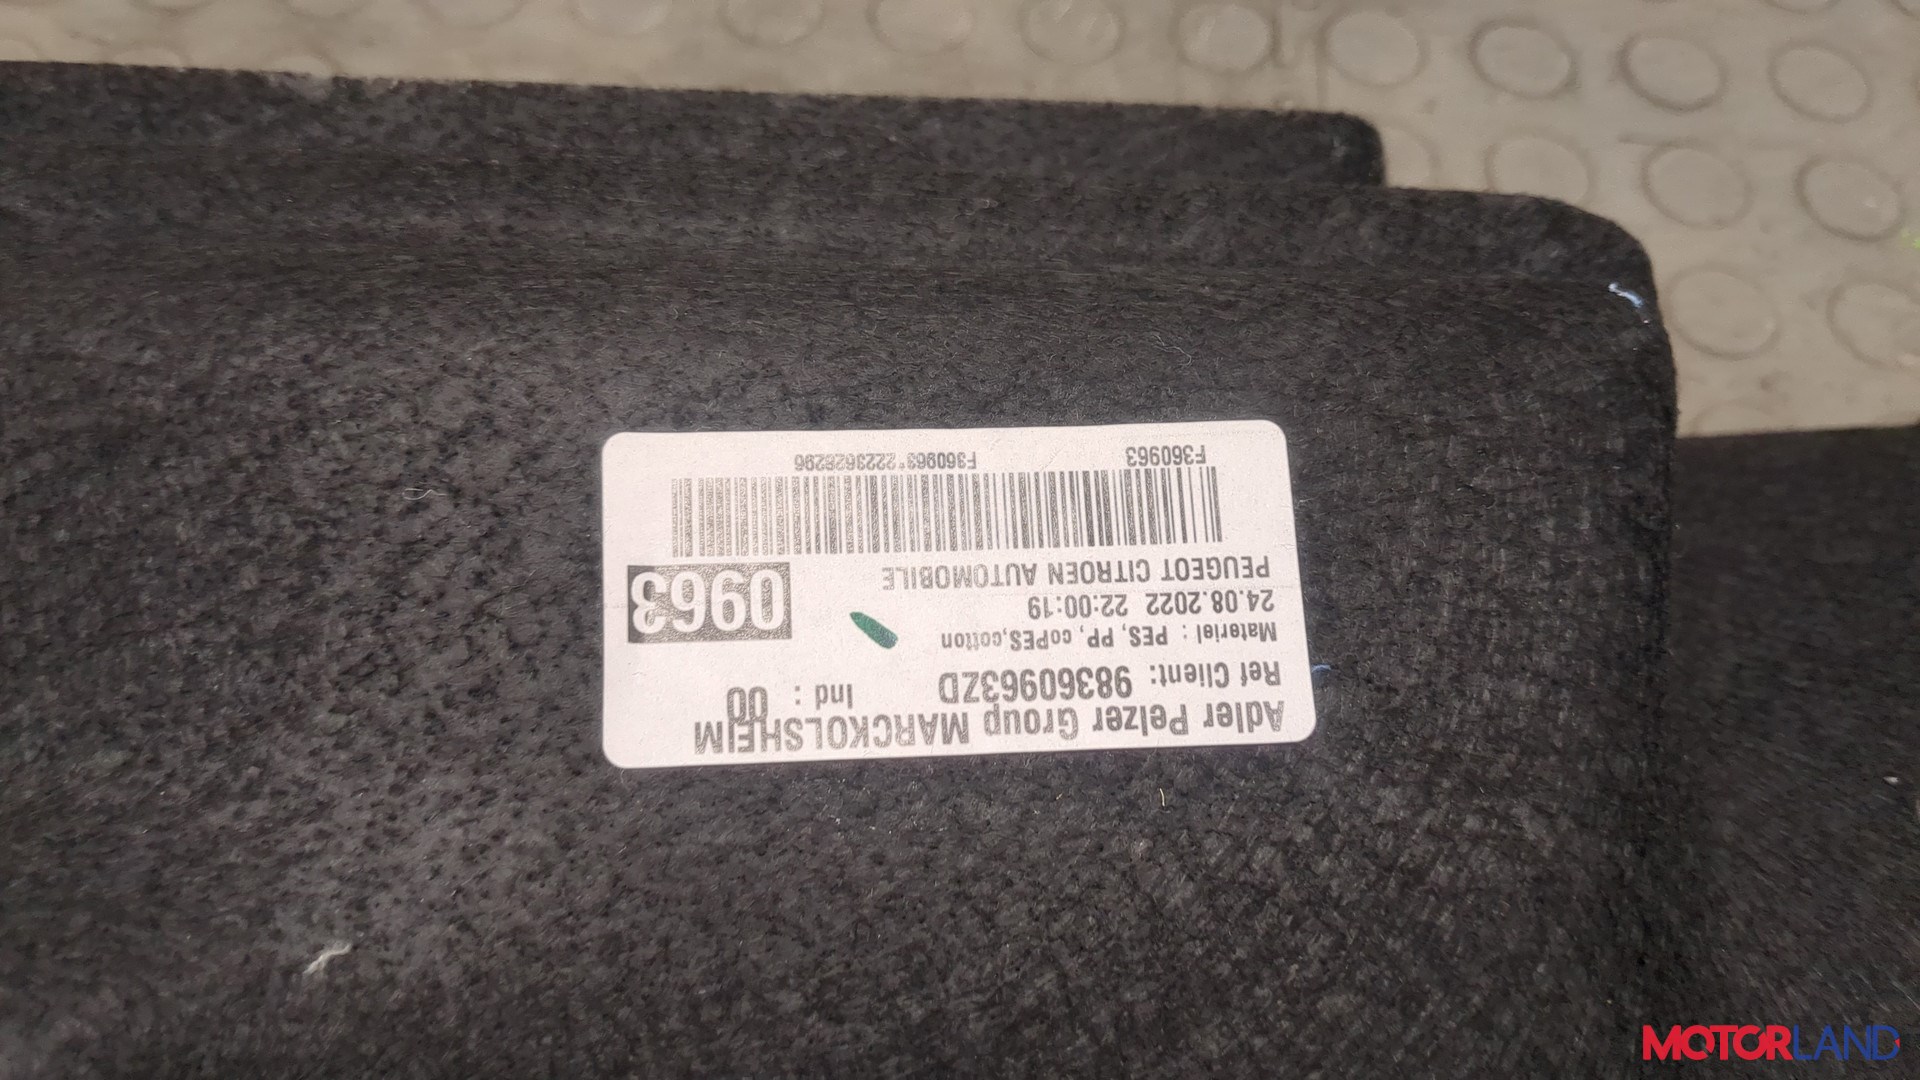 Adler Pelzer Group MARCKOLSHEIM
Ref Client: 98360963ZD Ind : 00
Materiel : PES, PP, coPES,cotton
24.08.2022 22:00:19
PEUGEOT CITROEN AUTOMOBILE
0963
F360963 F360963*2223628296
MOTORLAND